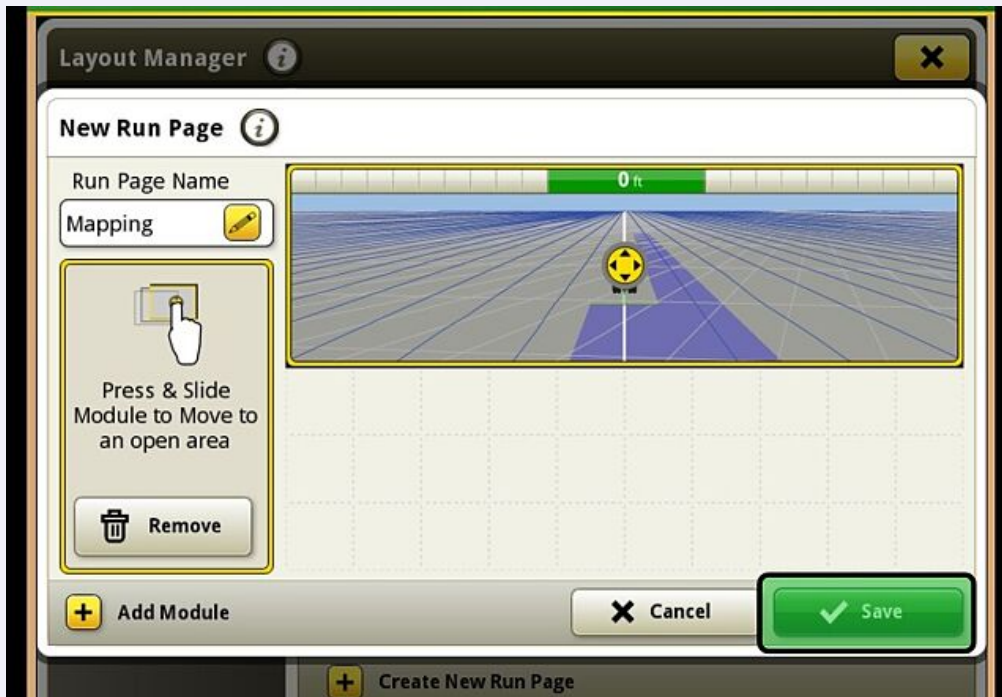 Layout Manager
New Run Page
Run Page Name
0 ft
Mapping
Press & Slide
Module to Move to
an open area
Remove
Add Module
Cancel
Save
Create New Run Page